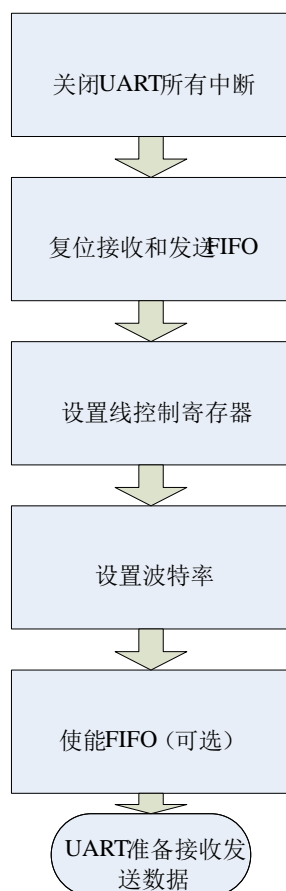 关闭UART所有中断
复位接收和发送FIFO
设置线控制寄存器
设置波特率
使能FIFO（可选）
UART准备接收发
送数据